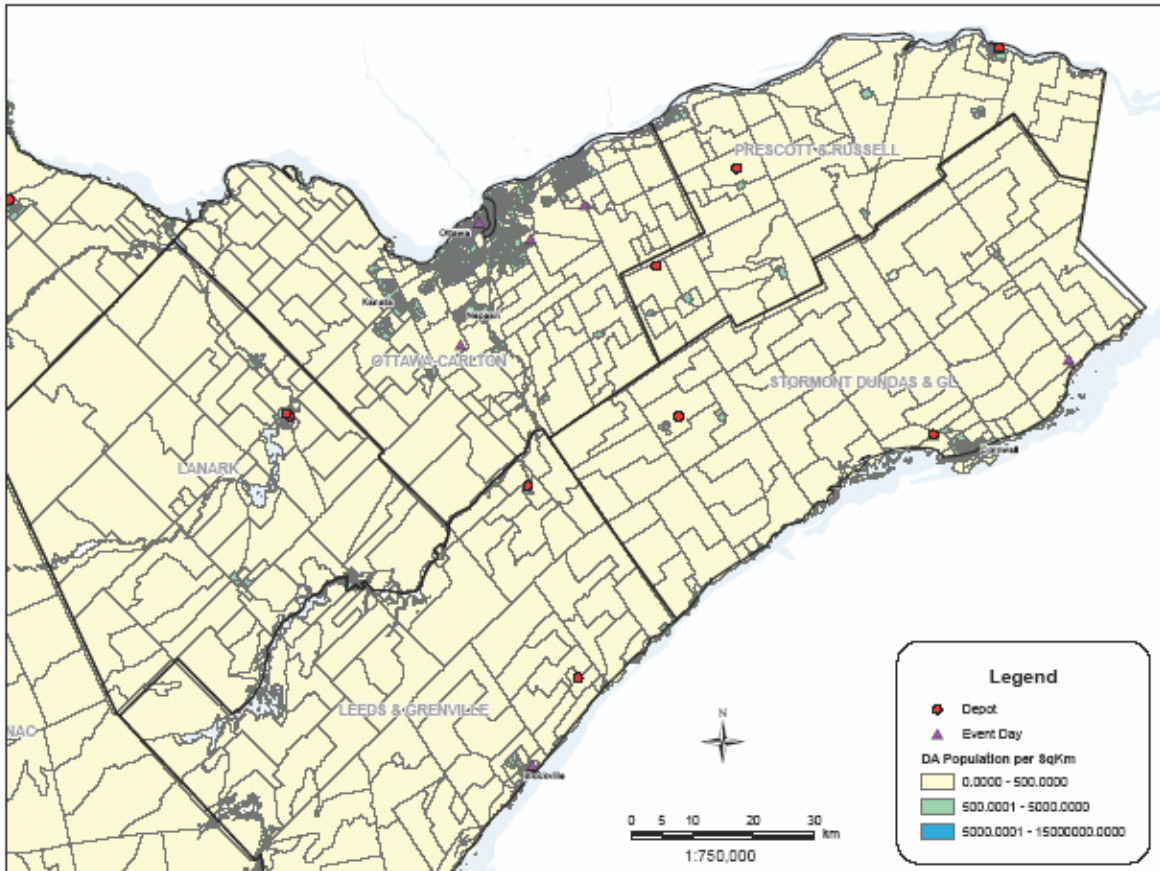 PRESCOTT & RUSSELL
Ottawa
Kanata
Nepean
OTTAWA-CARLTON
STORMONT DUNDAS & GL
Cornwall
LANARK
LEEDS & GRENVILLE
NAC
Brockville
N
0 5 10 20 30
km
1:750,000
Legend
Depot
Event Day
DA Population per SqKm
0.0000 - 500.0000
500.0001 - 5000.0000
5000.0001 - 15000000.0000